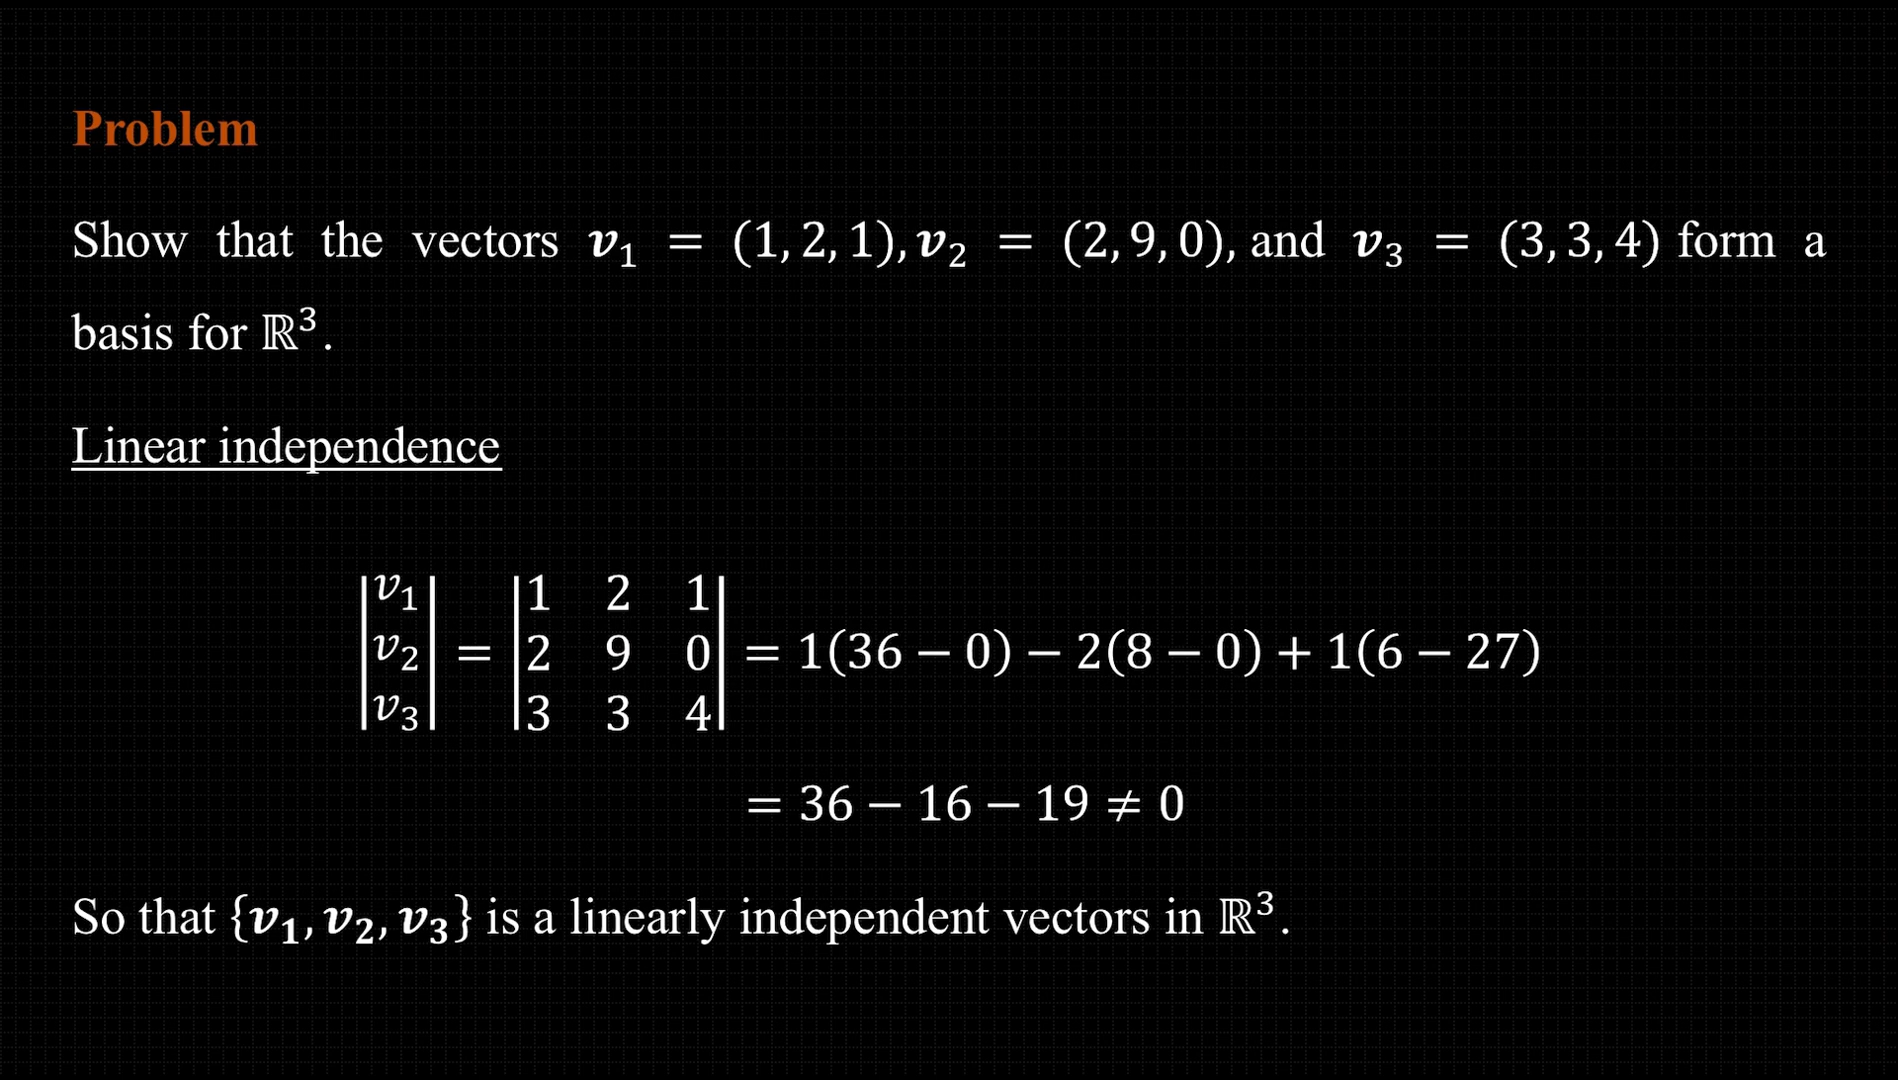 Problem
Show that the vectors 𝒗₁ = (1, 2, 1), 𝒗₂ = (2, 9, 0), and 𝒗₃ = (3, 3, 4) form a
basis for ℝ³.
Linear independence
|v₁| |1 2 1|
|v₂| = |2 9 0| = 1(36 − 0) − 2(8 − 0) + 1(6 − 27)
|v₃| |3 3 4|
= 36 − 16 − 19 ≠ 0
So that {𝒗₁, 𝒗₂, 𝒗₃} is a linearly independent vectors in ℝ³.